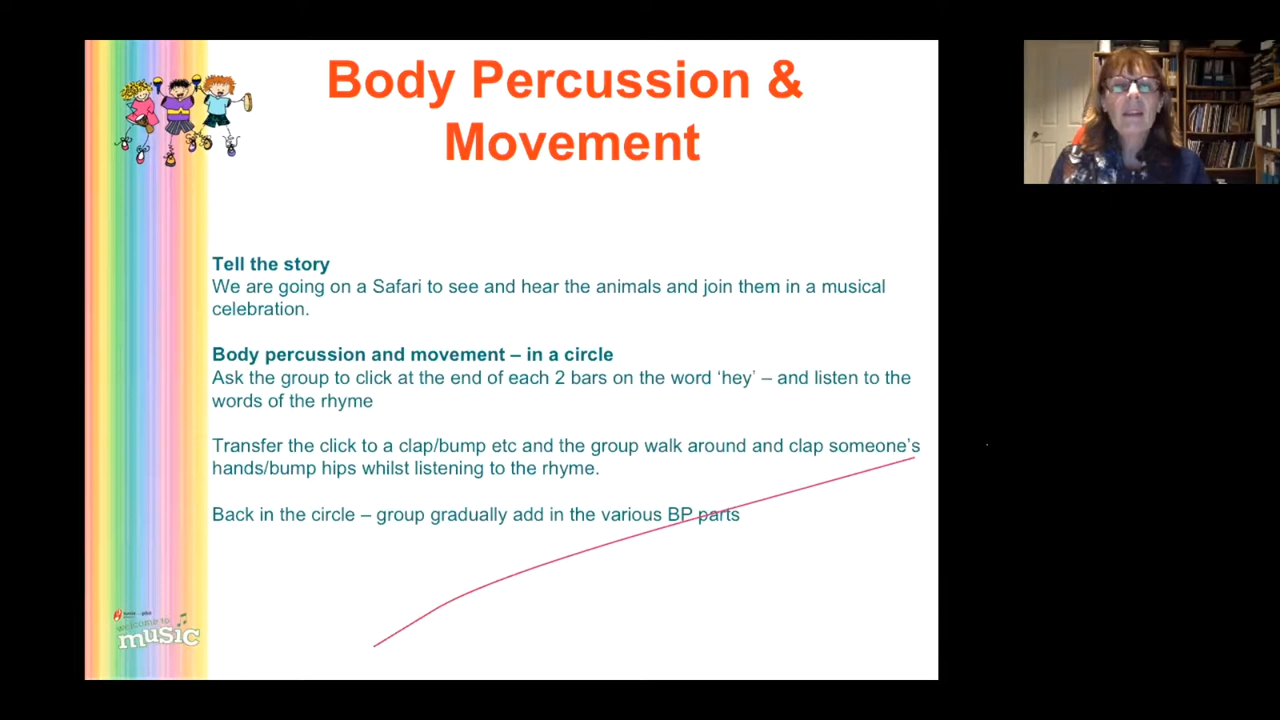 Body Percussion &
Movement
Tell the story
We are going on a Safari to see and hear the animals and join them in a musical
celebration.
Body percussion and movement – in a circle
Ask the group to click at the end of each 2 bars on the word ‘hey’ – and listen to the
words of the rhyme
Transfer the click to a clap/bump etc and the group walk around and clap someone’s
hands/bump hips whilst listening to the rhyme.
Back in the circle – group gradually add in the various BP parts
welcome to
music